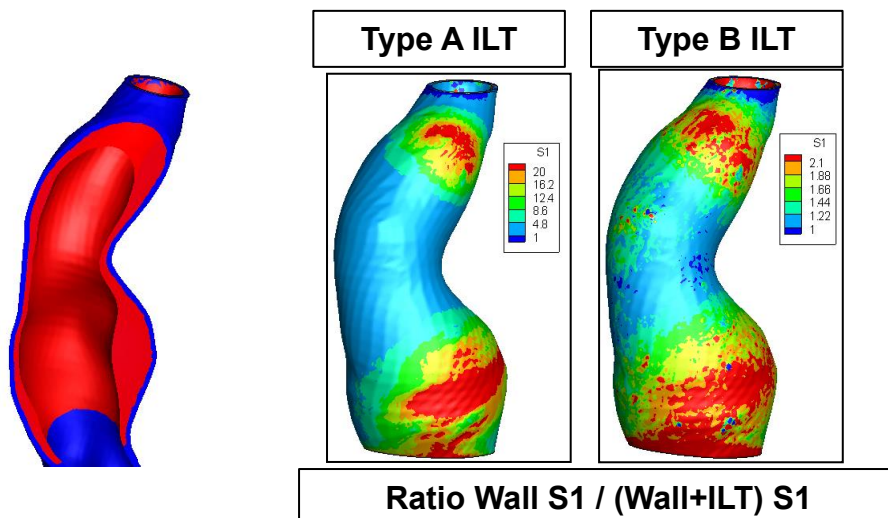 Type A ILT
Type B ILT
S1
20
16.2
12.4
8.6
4.8
1
S1
2.1
1.88
1.66
1.44
1.22
1
Ratio Wall S1 / (Wall+ILT) S1